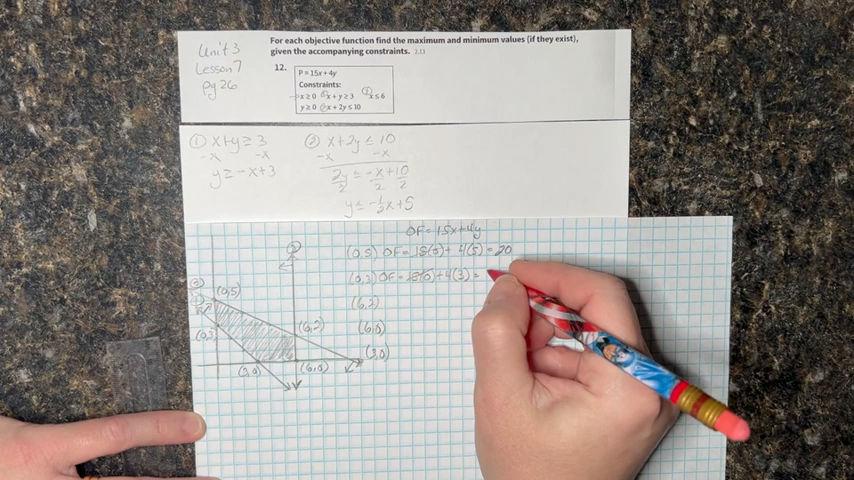 Unit 3
Lesson 7
pg 26
For each objective function find the maximum and minimum values (if they exist),
given the accompanying constraints. 2.13
12.
P = 15x + 4y
Constraints:
x ≥ 0 ① x + y ≥ 3 ③ x ≤ 6
y ≥ 0 ② x + 2y ≤ 10
① x+y ≥ 3
-x -x
y ≥ -x+3
② x+2y ≤ 10
-x -x
2y ≤ -x+10
2 2 2
y ≤ -½x+5
OF = 15x+4y
(0,5) OF = 15(0) + 4(5) = 20
(0,3) OF = 15(0) + 4(3) =
(6,2)
(6,0)
(3,0)
(0,5)
(6,2)
(3,0)
(6,0)